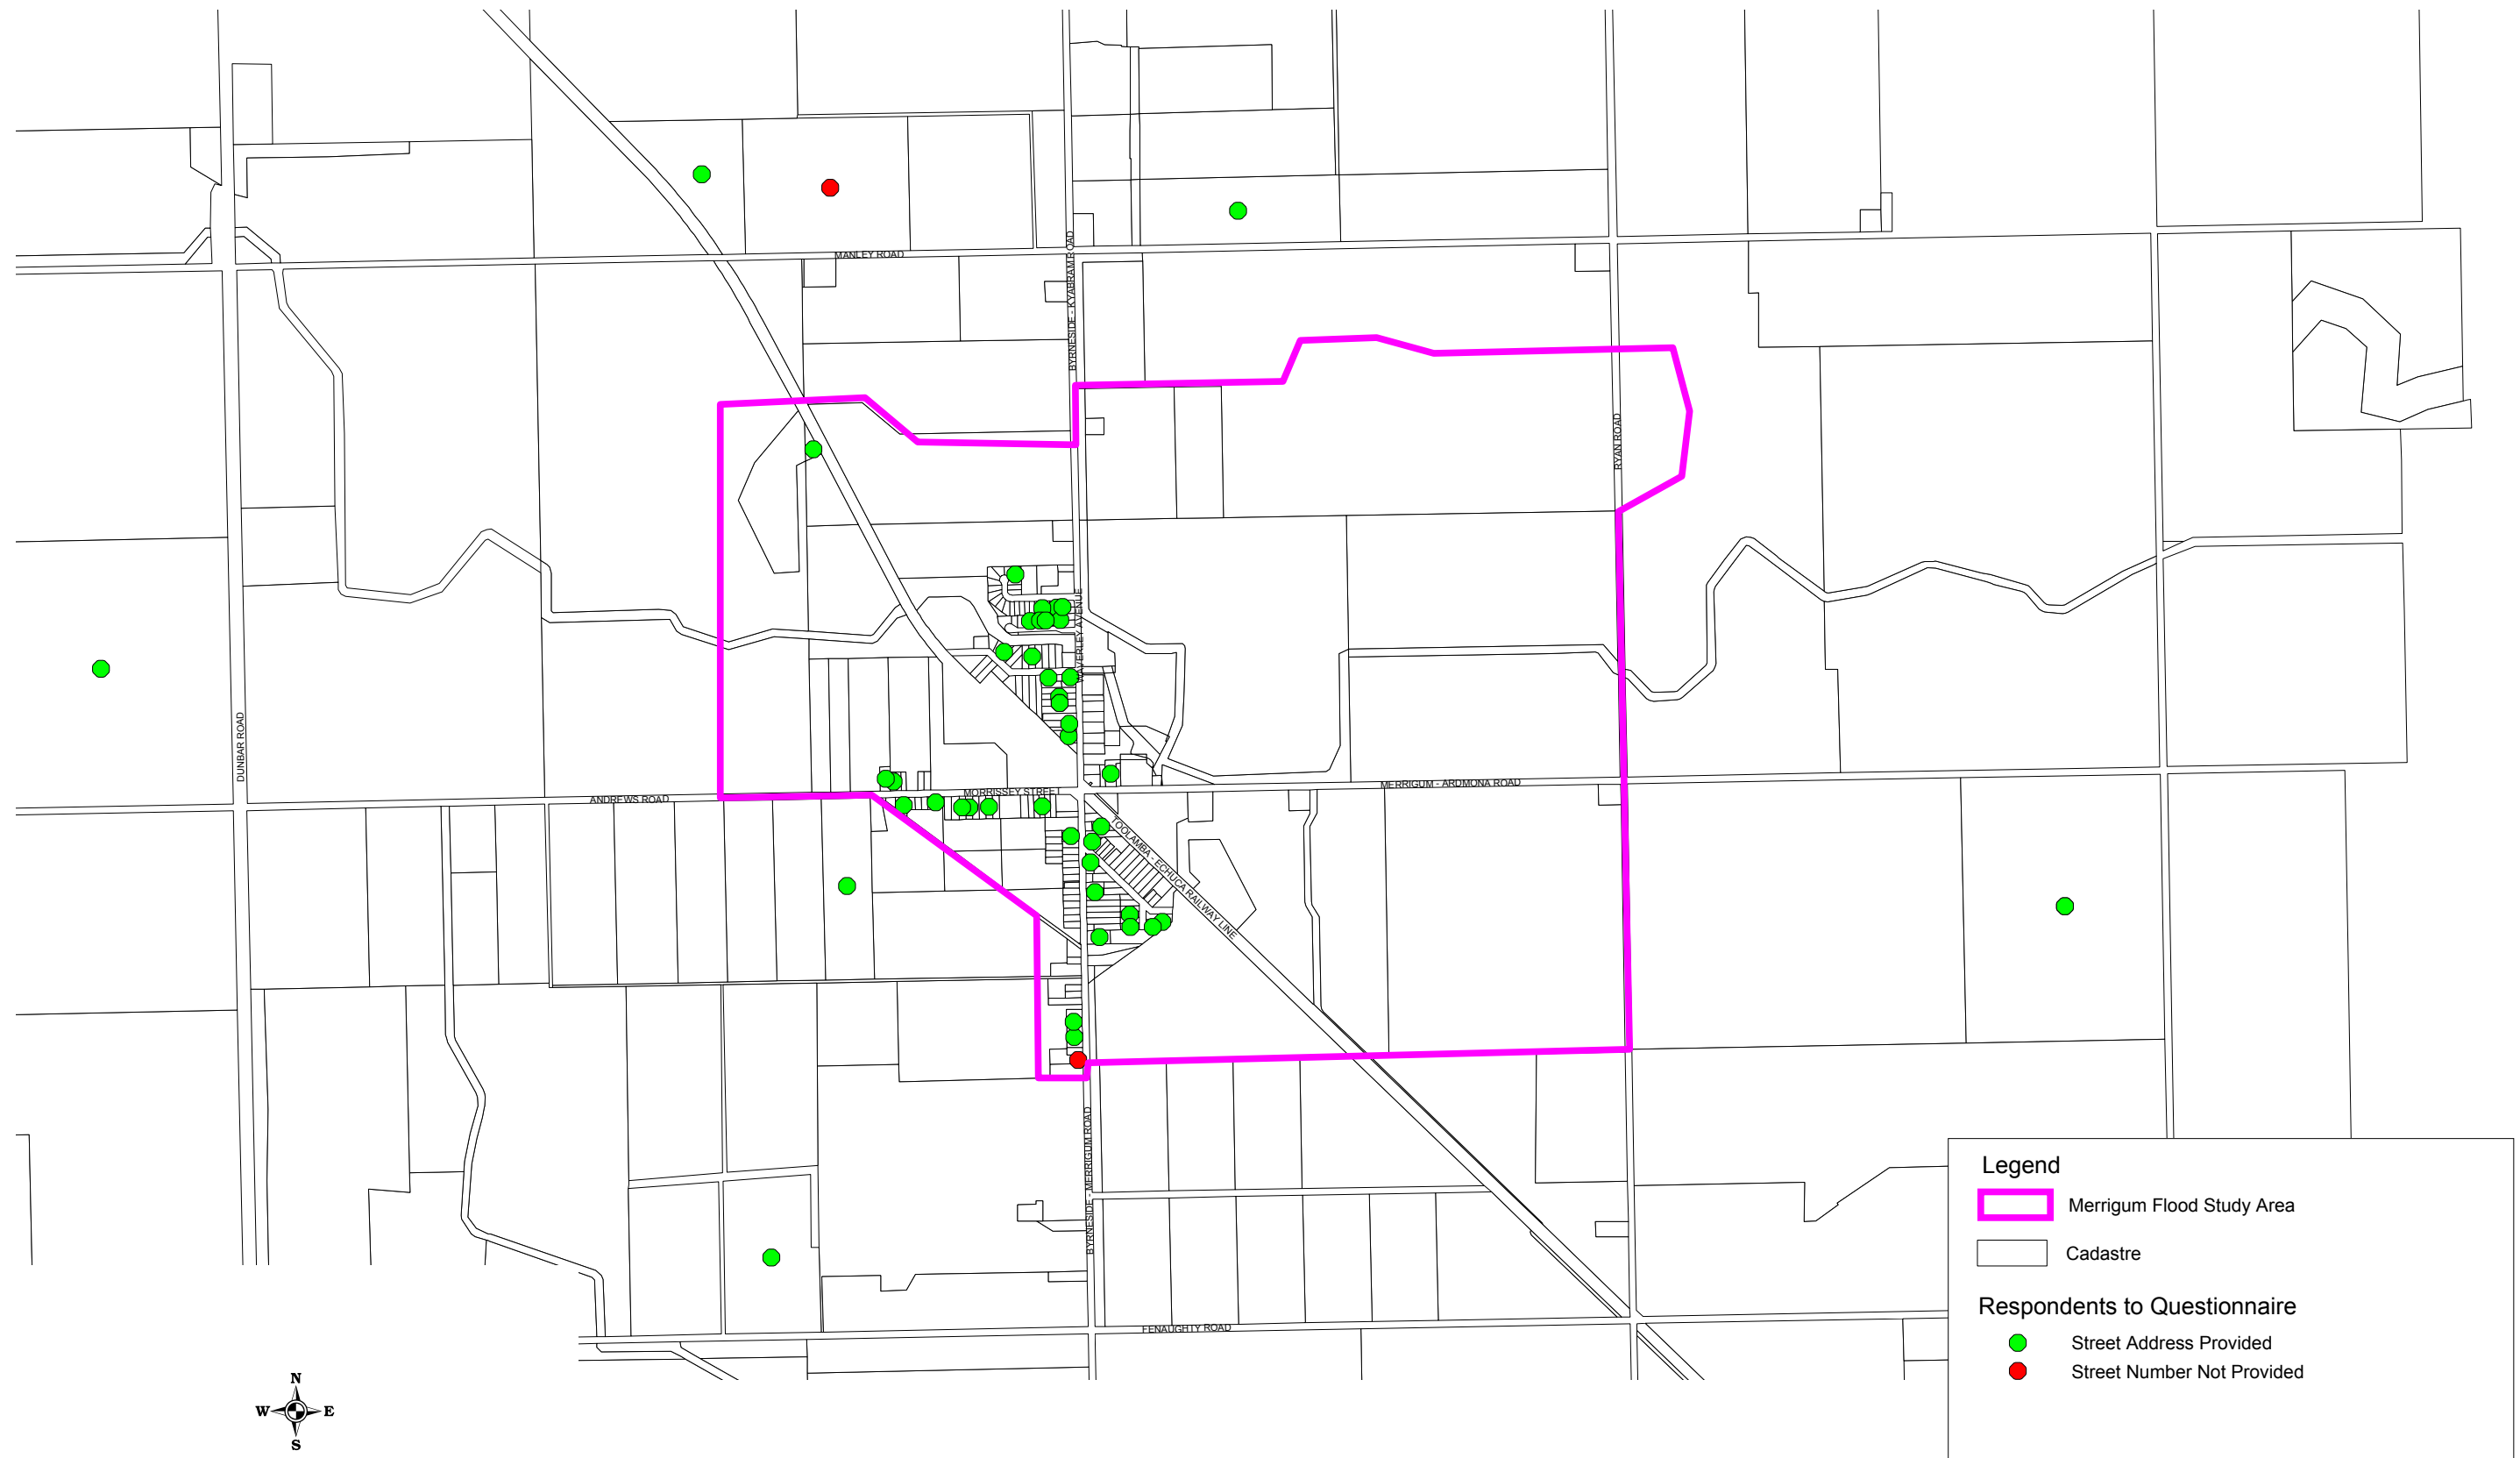 MANLEY ROAD
BYRNESIDE - KYABRAM ROAD
RYAN ROAD
WAVERLEY AVENUE
DUNBAR ROAD
ANDREWS ROAD
MORRISSEY STREET
MERRIGUM - ARDMONA ROAD
TOOLAMBA - ECHUCA RAILWAY LINE
BYRNESIDE - MERRIGUM ROAD
FENAUGHTY ROAD
Legend
Merrigum Flood Study Area
Cadastre
Respondents to Questionnaire
Street Address Provided
Street Number Not Provided
N
W E
S